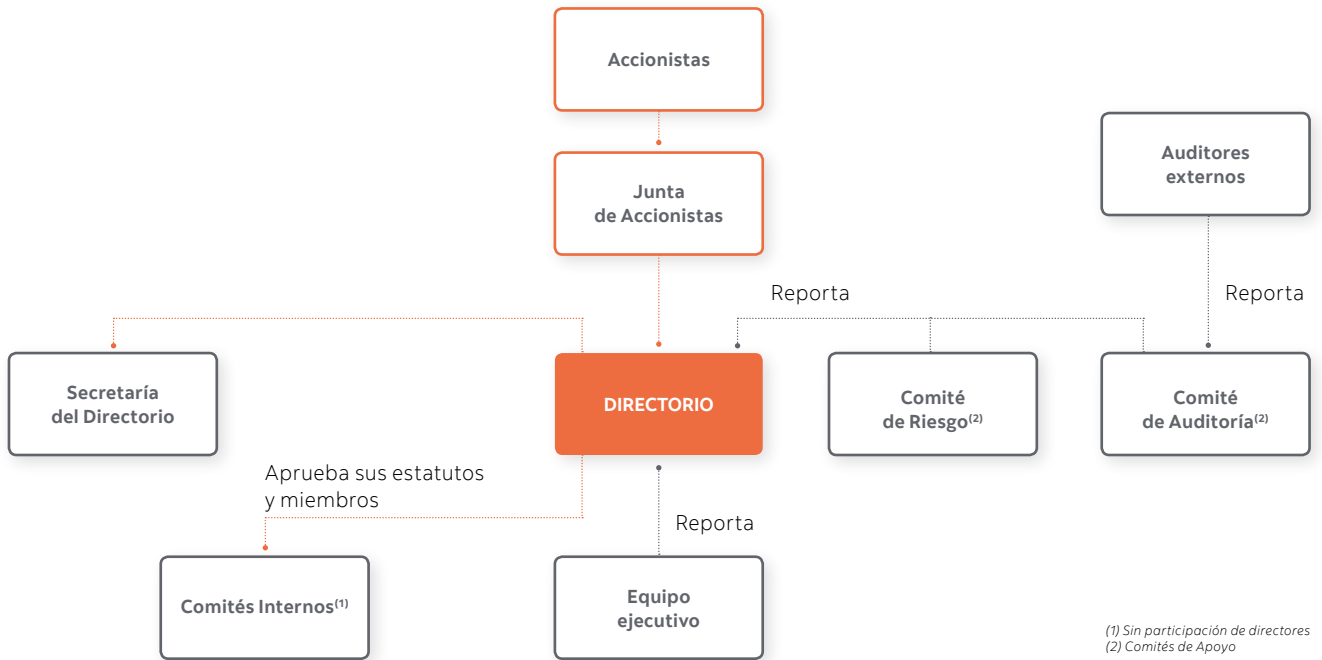 Accionistas
Auditores
externos
Junta
de Accionistas
Reporta
Reporta
Secretaría
del Directorio
DIRECTORIO
Comité
de Riesgo(2)
Comité
de Auditoría(2)
Aprueba sus estatutos
y miembros
Reporta
Comités Internos(1)
Equipo
ejecutivo
(1) Sin participación de directores
(2) Comités de Apoyo